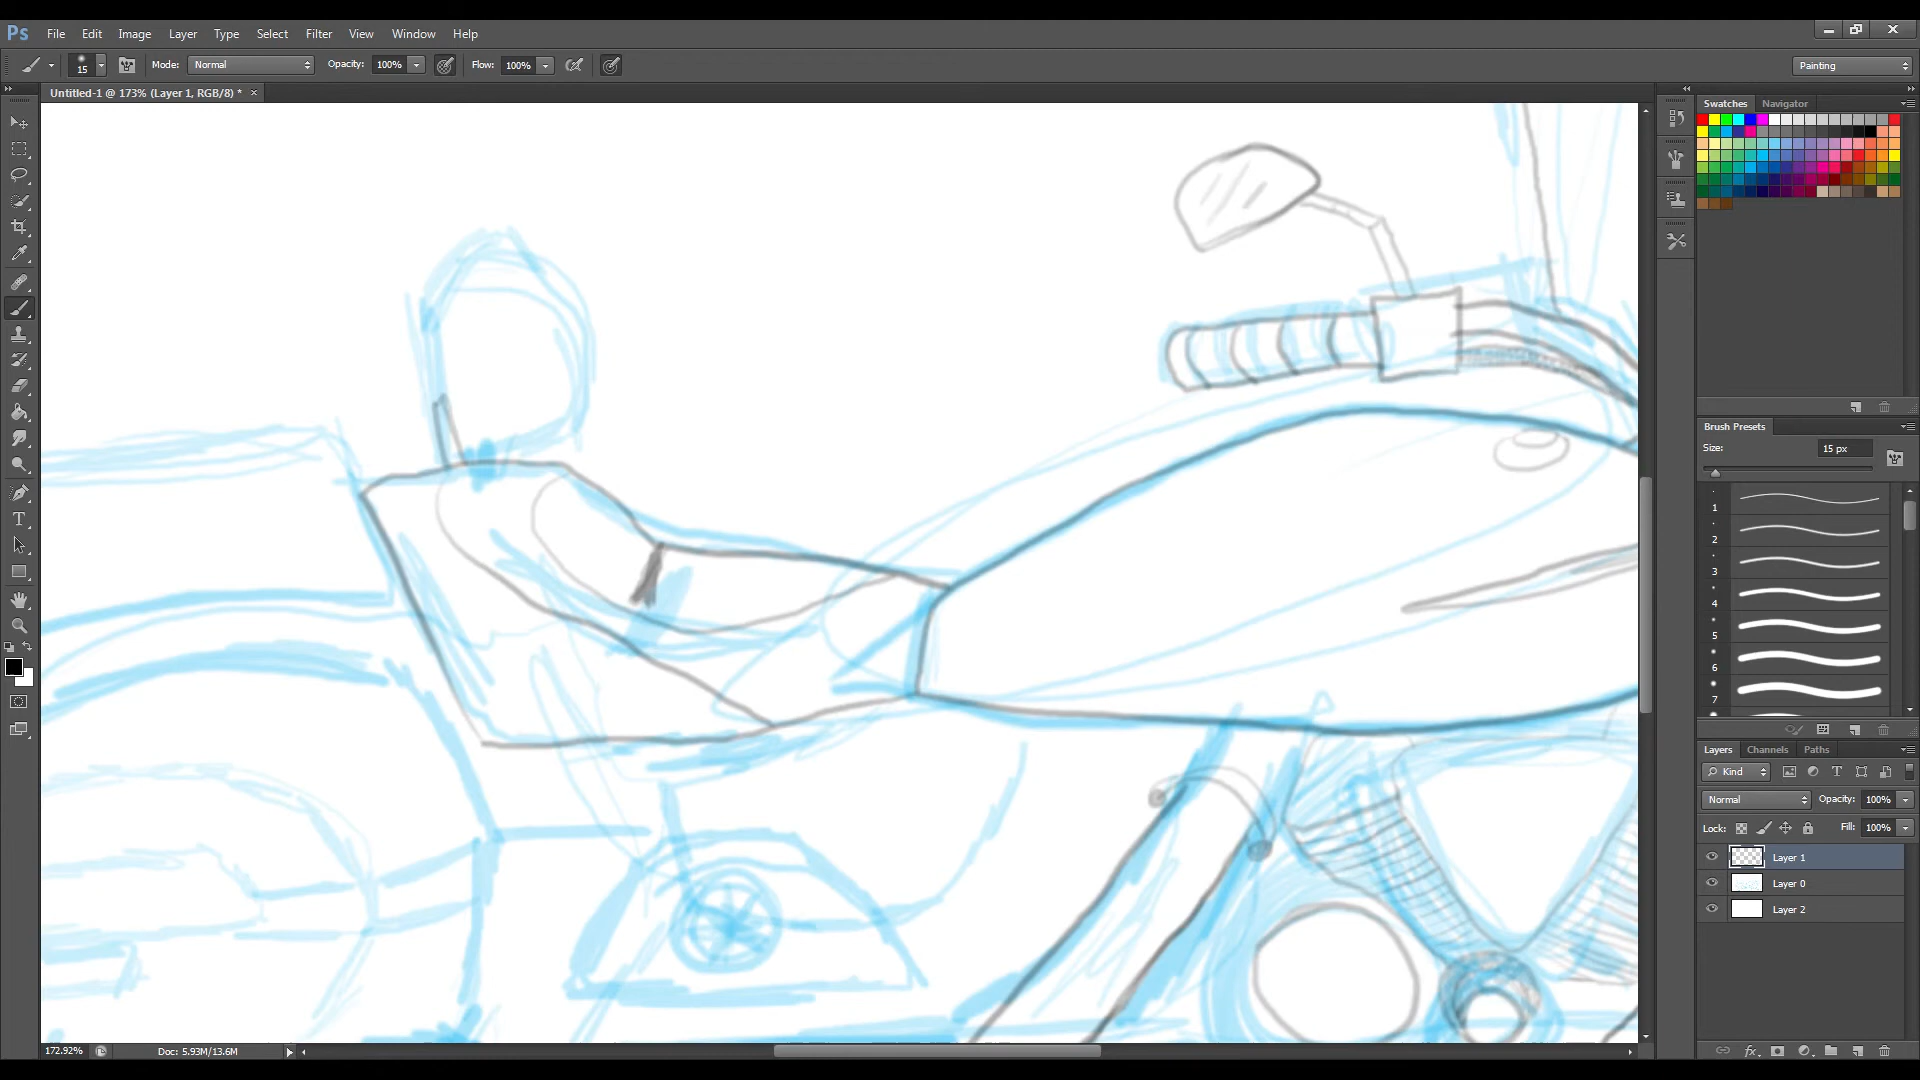 Ps File Edit Image Layer Type Select Filter View Window Help
15 Mode: Normal Opacity: 100% Flow: 100% Painting
Untitled-1 @ 173% (Layer 1, RGB/8) * ×
Swatches Navigator
Brush Presets
Size: 15 px
1
2
3
4
5
6
7
Layers Channels Paths
Kind
Normal Opacity: 100%
Lock: Fill: 100%
Layer 1
Layer 0
Layer 2
172.92% Doc: 5.93M/13.6M